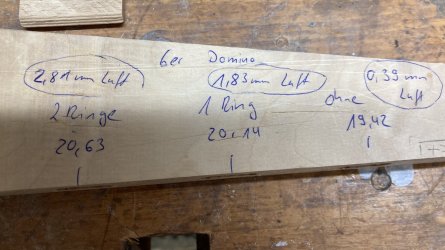 6er Domino
2,81mm Luft
1,83mm Luft
0,39mm Luft
2 Ringe
1 Ring
ohne
20,63
20,14
19,42